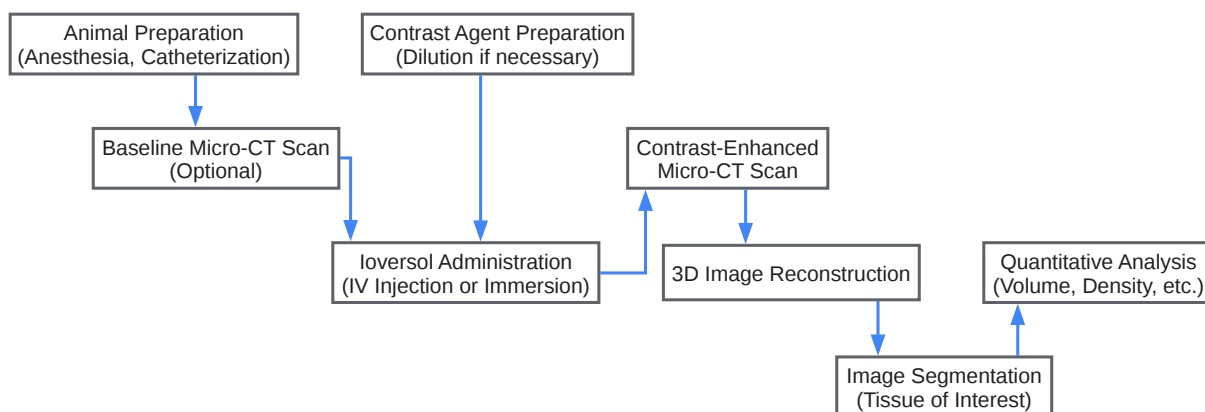 Animal Preparation
(Anesthesia, Catheterization)
Contrast Agent Preparation
(Dilution if necessary)
Baseline Micro-CT Scan
(Optional)
Contrast-Enhanced
Micro-CT Scan
Ioversol Administration
(IV Injection or Immersion)
3D Image Reconstruction
Quantitative Analysis
(Volume, Density, etc.)
Image Segmentation
(Tissue of Interest)